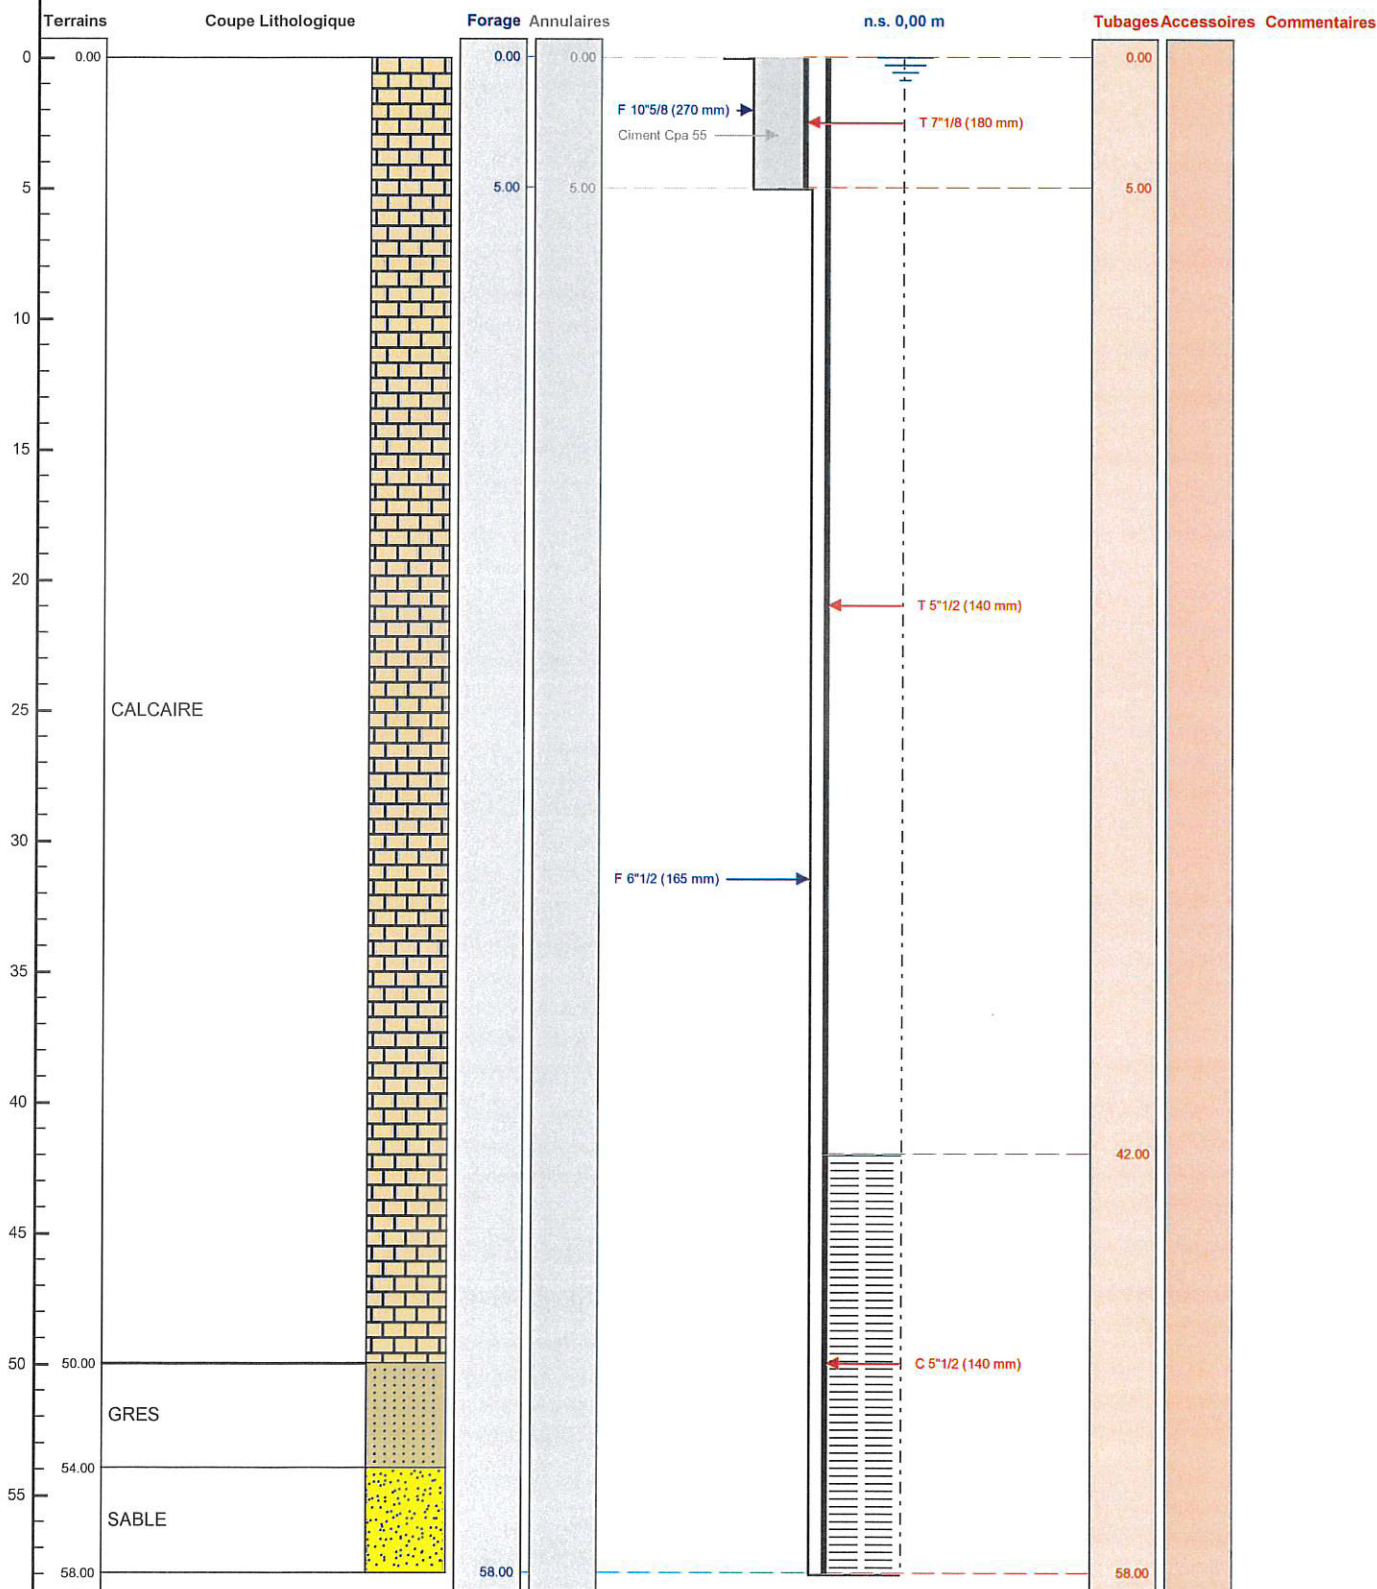 Terrains Coupe Lithologique Forage Annulaires n.s. 0,00 m Tubages Accessoires Commentaires
0 0.00 0.00 0.00 0.00
F 10"5/8 (270 mm) T 7"1/8 (180 mm)
Ciment Cpa 55
5 5.00 5.00 5.00
10
15
20
T 5"1/2 (140 mm)
25 CALCAIRE
30
F 6"1/2 (165 mm)
35
40
42.00
45
50 50.00 C 5"1/2 (140 mm)
GRES
54.00
55
SABLE
58.00 58.00 58.00